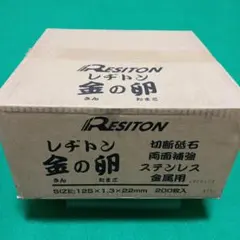 RESITON
レヂトン
金の卵
きん たまご
RESITON
レヂトン
金の卵
きん たまご
切断砥石
両面補強
ステンレス
金属用
SIZE:125×1.3×22mm 200枚入